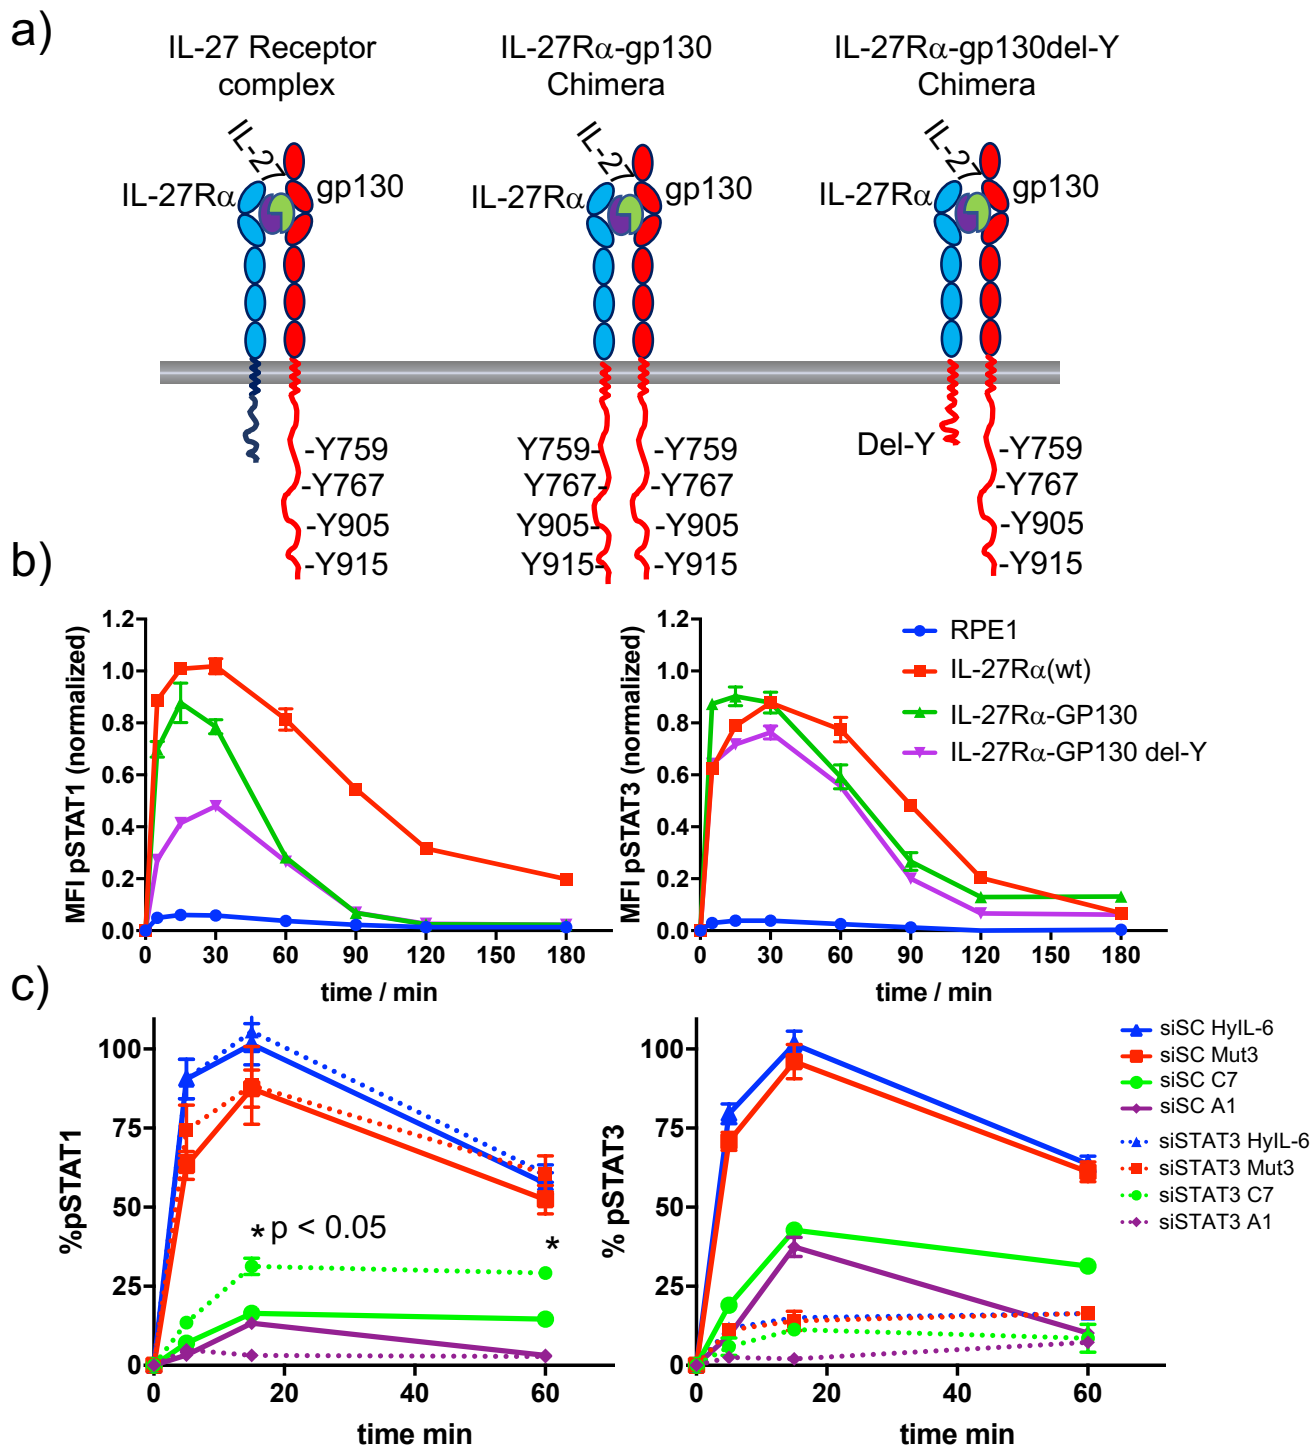 a)
IL-27 Receptor
complex
IL-27Rα-gp130
Chimera
IL-27Rα-gp130del-Y
Chimera
IL-27
IL-27Rα
gp130
IL-27
IL-27Rα
gp130
IL-27
IL-27Rα
gp130
-Y759
-Y767
-Y905
-Y915
Y759-
Y767-
Y905-
Y915-
-Y759
-Y767
-Y905
-Y915
Del-Y
-Y759
-Y767
-Y905
-Y915
b)
MFI pSTAT1 (normalized)
1.2
1.0
0.8
0.6
0.4
0.2
0.0
0 30 60 90 120 150 180
time / min
MFI pSTAT3 (normalized)
1.2
1.0
0.8
0.6
0.4
0.2
0.0
0 30 60 90 120 150 180
time / min
RPE1
IL-27Rα(wt)
IL-27Rα-GP130
IL-27Rα-GP130 del-Y
c)
%pSTAT1
100
75
50
25
0
0 20 40 60
time min
* p < 0.05
*
% pSTAT3
100
75
50
25
0
0 20 40 60
time min
siSC HyIL-6
siSC Mut3
siSC C7
siSC A1
siSTAT3 HyIL-6
siSTAT3 Mut3
siSTAT3 C7
siSTAT3 A1